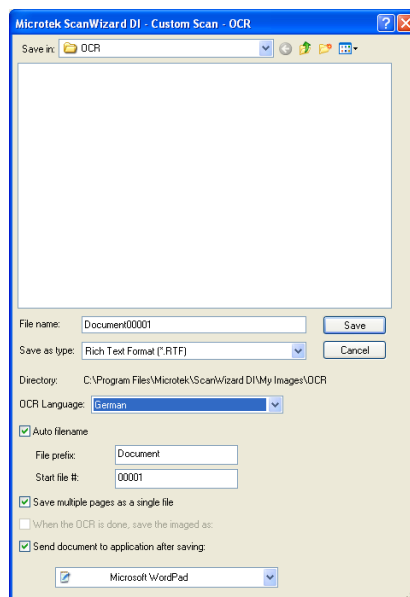 Microtek ScanWizard DI - Custom Scan - OCR
Save in: OCR
File name: Document00001 Save
Save as type: Rich Text Format (*.RTF) Cancel
Directory: C:\Program Files\Microtek\ScanWizard DI\My Images\OCR
OCR Language: German
Auto filename
File prefix: Document
Start file #: 00001
Save multiple pages as a single file
When the OCR is done, save the imaged as:
Send document to application after saving:
Microsoft WordPad